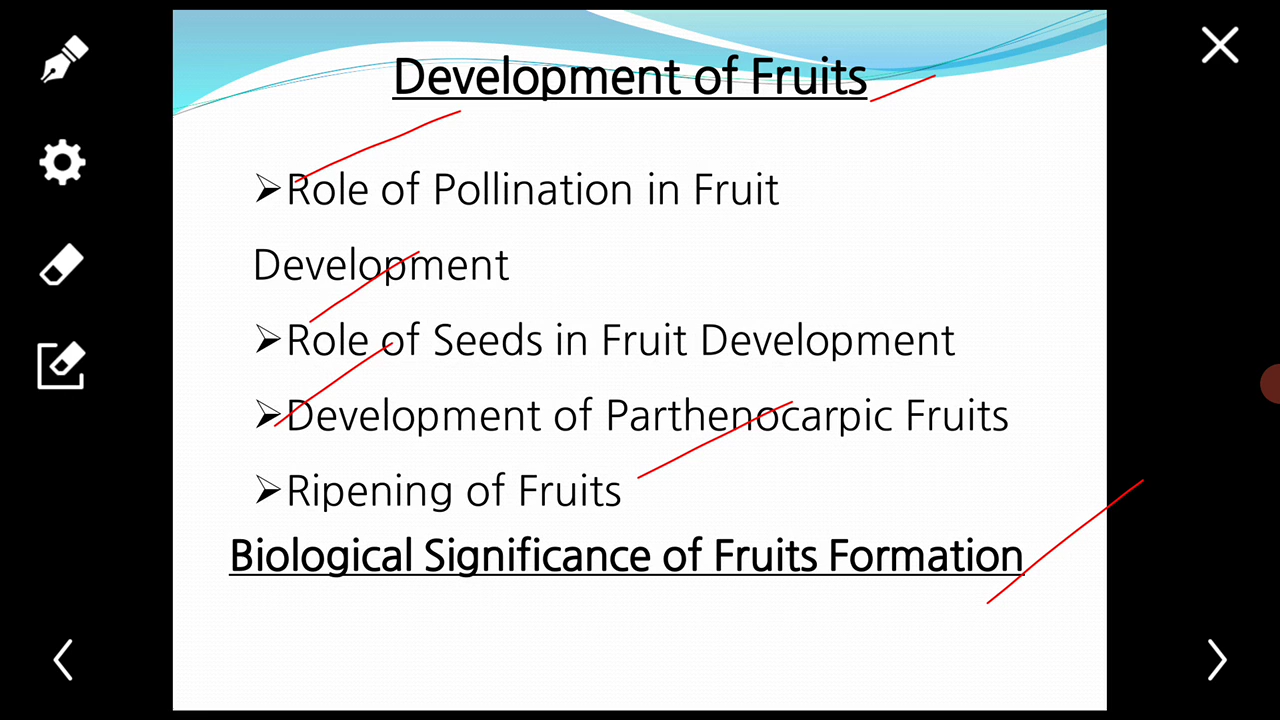 Development of Fruits
➢Role of Pollination in Fruit
Development
➢Role of Seeds in Fruit Development
➢Development of Parthenocarpic Fruits
➢Ripening of Fruits
Biological Significance of Fruits Formation